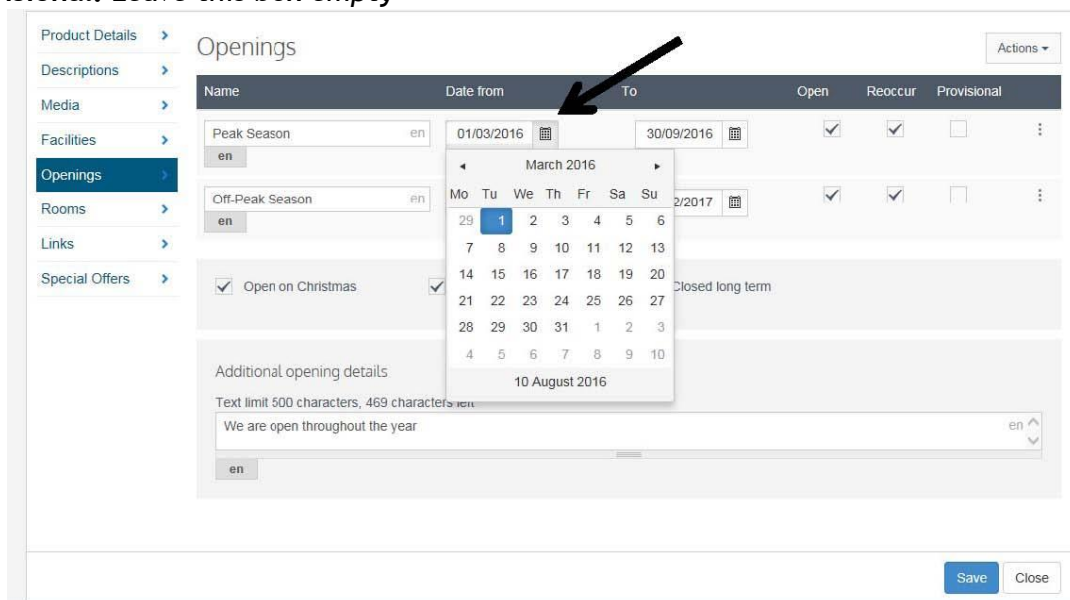 Leave this box empty
Product Details
Descriptions
Media
Facilities
Openings
Rooms
Links
Special Offers
Openings
Actions
Name Date from To Open Reoccur Provisional
Peak Season en 01/03/2016 30/09/2016
en
Off-Peak Season en 2/2017
en
March 2016
Mo Tu We Th Fr Sa Su
29 1 2 3 4 5 6
7 8 9 10 11 12 13
14 15 16 17 18 19 20
21 22 23 24 25 26 27
28 29 30 31 1 2 3
4 5 6 7 8 9 10
10 August 2016
Open on Christmas
Closed long term
Additional opening details
Text limit 500 characters, 469 characters left
We are open throughout the year en
en
Save Close